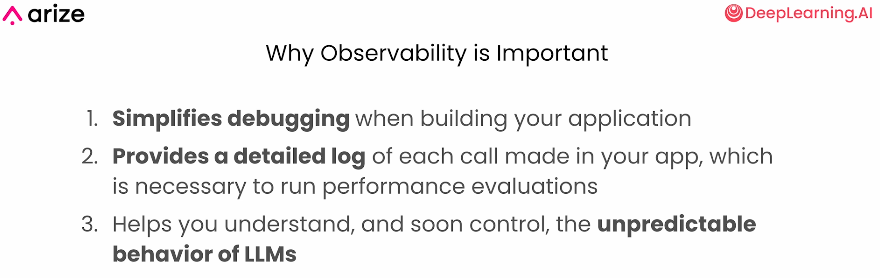 arize
DeepLearning.AI
Why Observability is Important
1. Simplifies debugging when building your application
2. Provides a detailed log of each call made in your app, which
is necessary to run performance evaluations
3. Helps you understand, and soon control, the unpredictable
behavior of LLMs